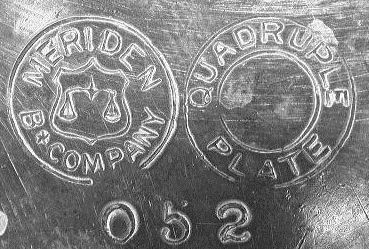 MERIDEN
B✿COMPANY
QUADRUPLE
PLATE
052